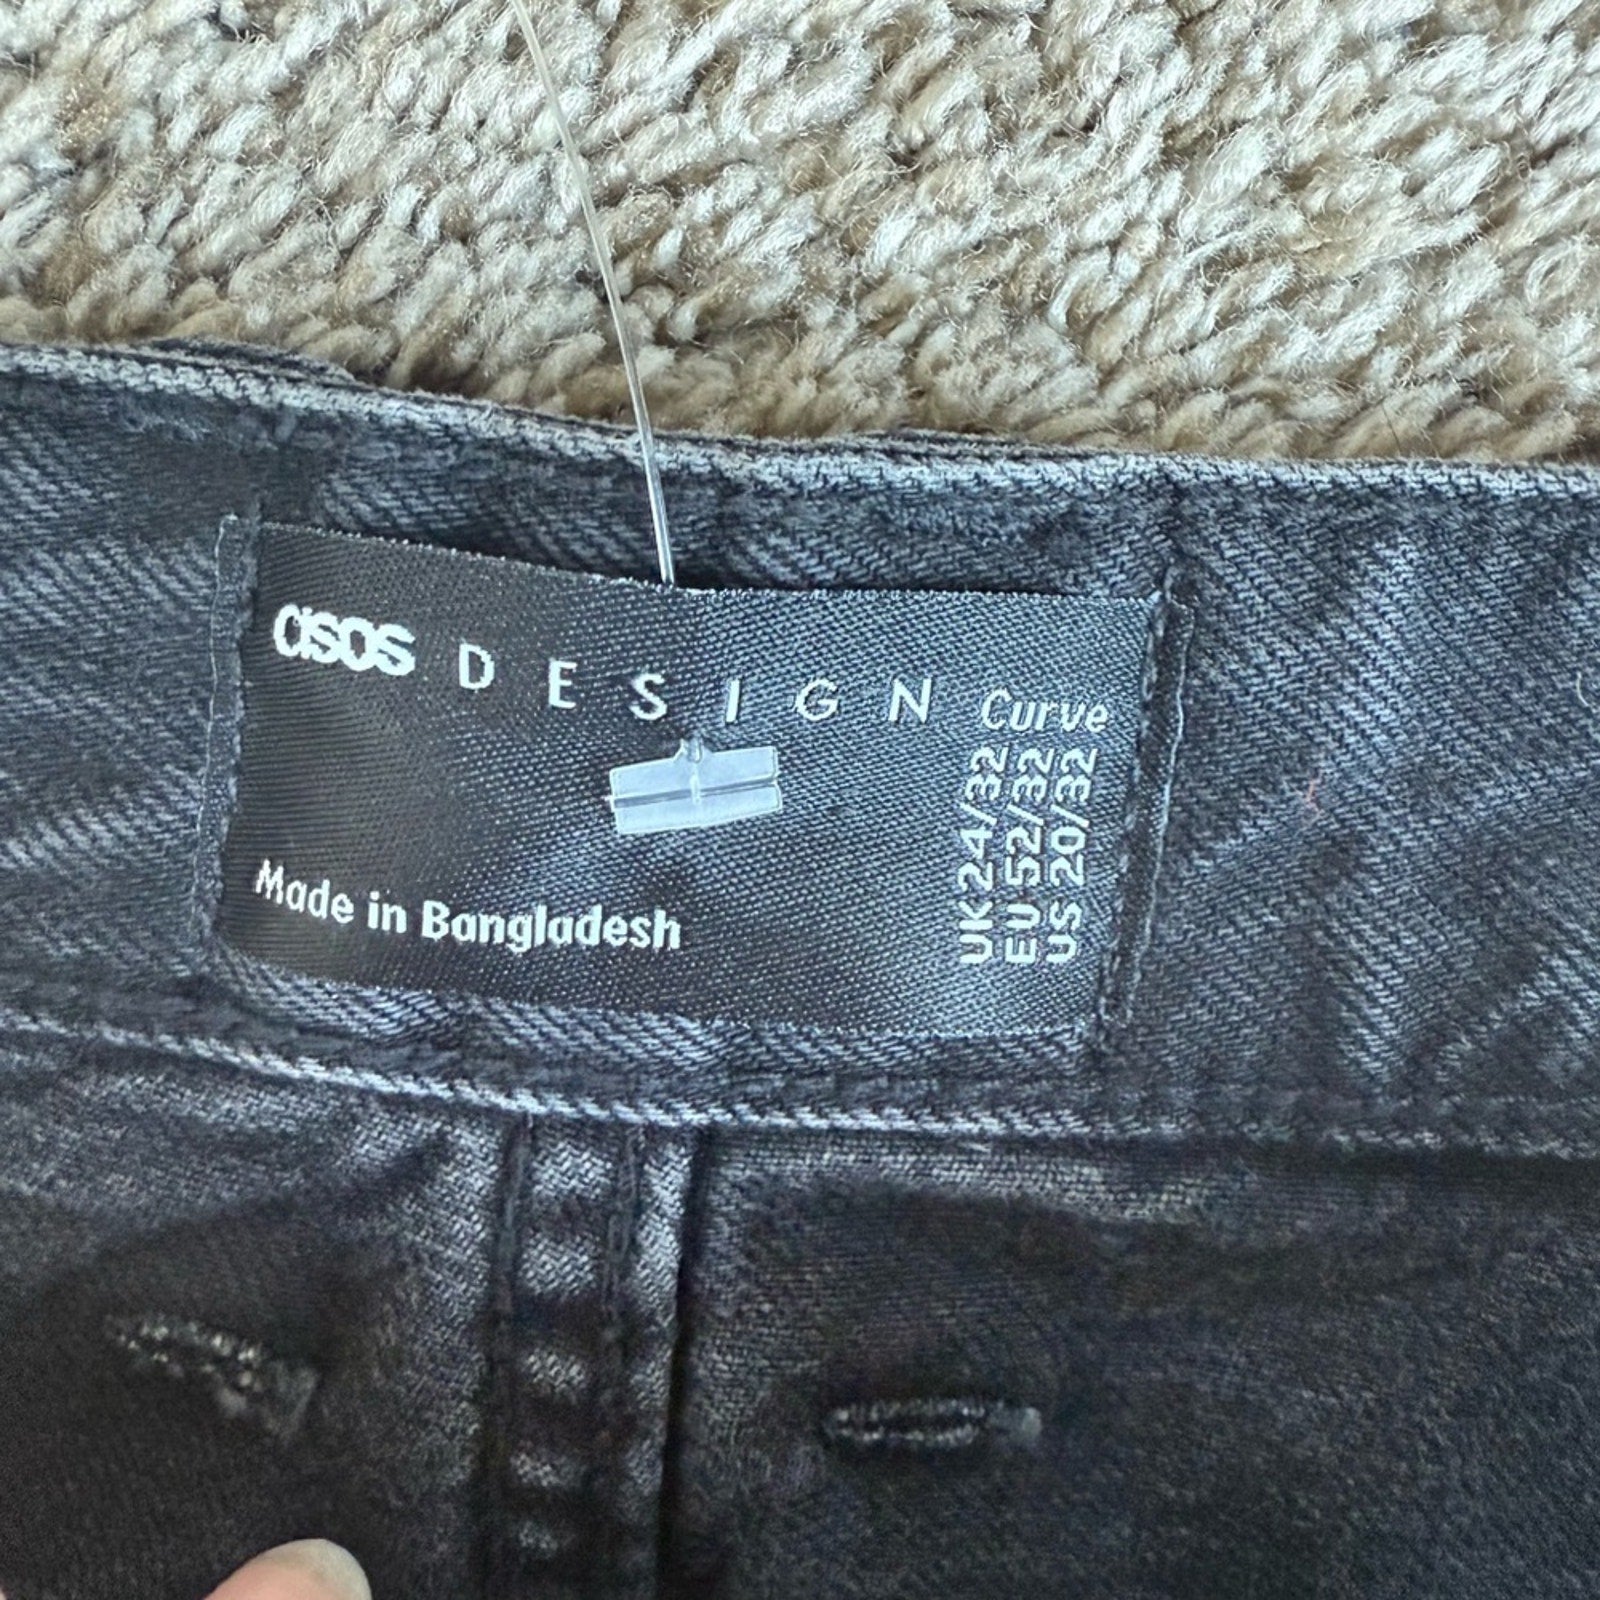 asos DESIGN Curve
UK 24/32
EU 52/32
US 20/32
Made in Bangladesh